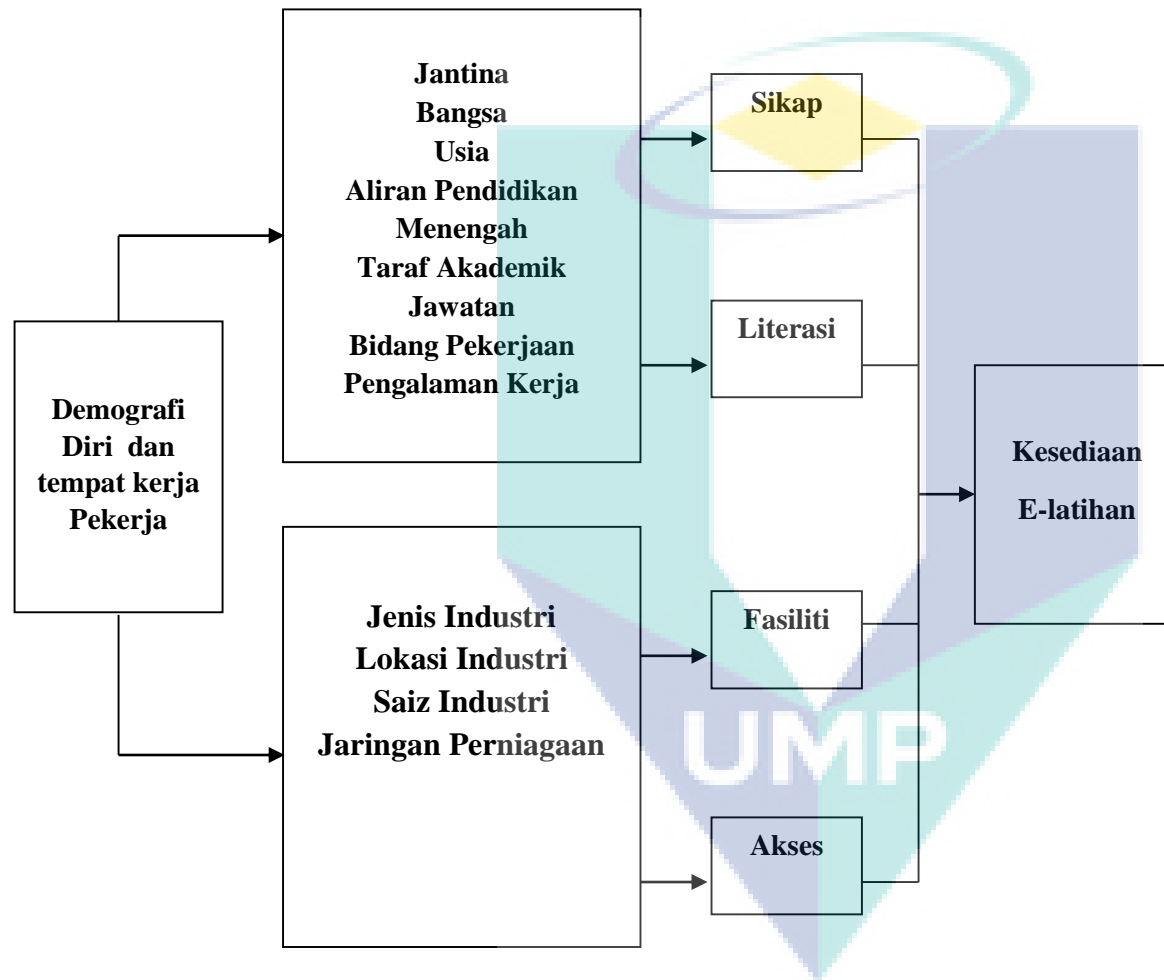 Demografi
Diri dan
tempat kerja
Pekerja
Jantina
Bangsa
Usia
Aliran Pendidikan
Menengah
Taraf Akademik
Jawatan
Bidang Pekerjaan
Pengalaman Kerja
Jenis Industri
Lokasi Industri
Saiz Industri
Jaringan Perniagaan
Sikap
Literasi
Fasiliti
Akses
Kesediaan
E-latihan
UMP